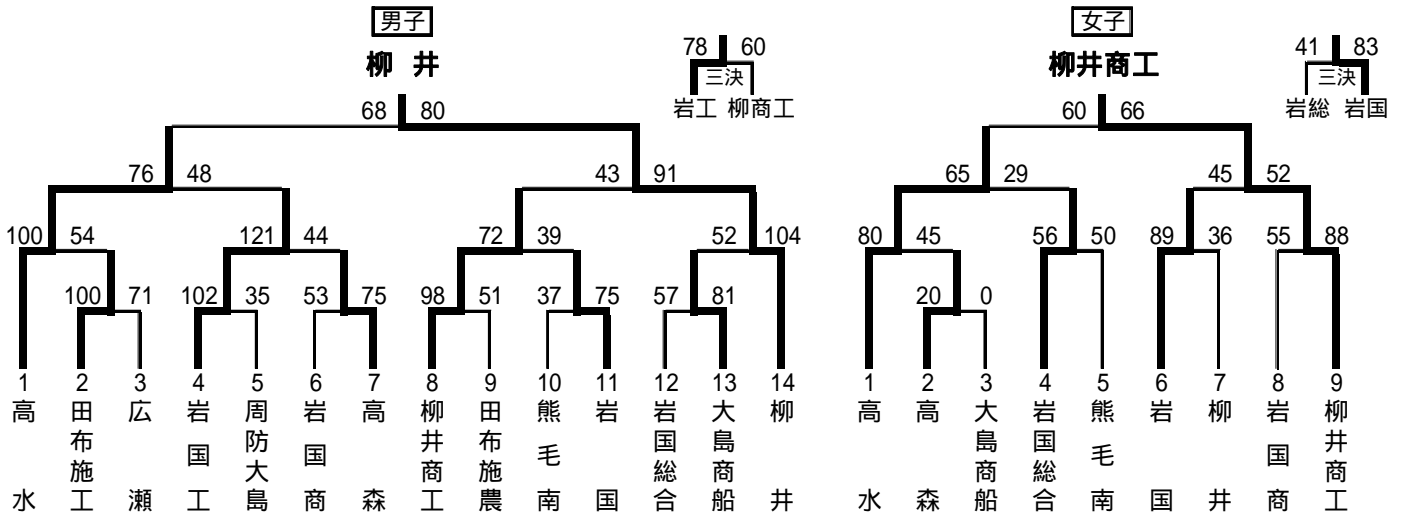 男子
柳 井
78 60
三決
岩工 柳商工
68 80
76 48
43 91
100 54
121 44
72 39
52 104
100 71
102 35
53 75
98 51
37 75
57 81
1 2 3 4 5 6 7 8 9 10 11 12 13 14
高水
田布施工
広瀬
岩国工
周防大島
岩国商
高森
柳井商工
田布施農
熊毛南
岩国
岩国総合
大島商船
柳井
女子
柳井商工
41 83
三決
岩総 岩国
60 66
65 29
45 52
80 45
56 50
89 36
55 88
20 0
1 2 3 4 5 6 7 8 9
高水
高森
大島商船
岩国総合
熊毛南
岩国
柳井
岩国商
柳井商工